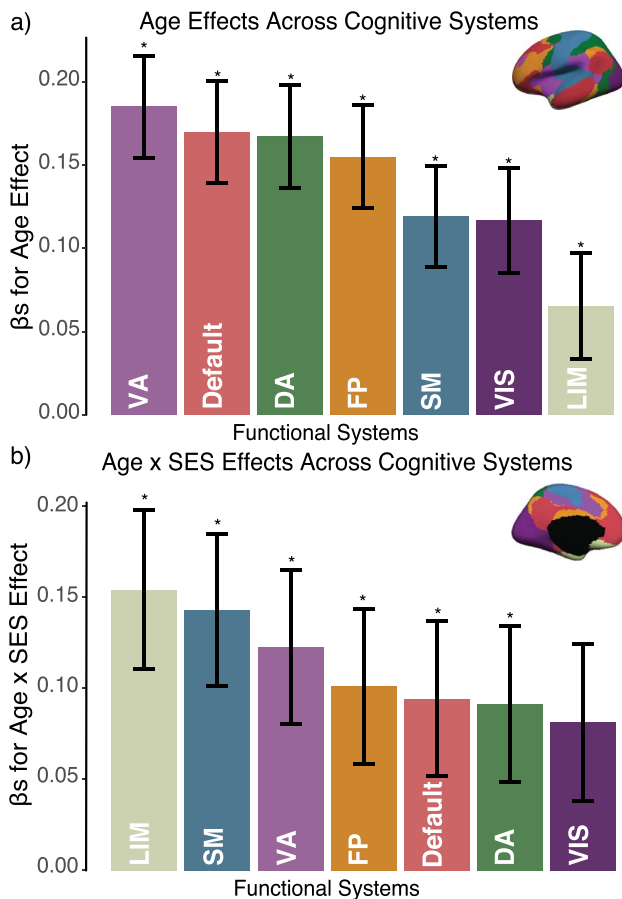 a)
Age Effects Across Cognitive Systems
βs for Age Effect
0.20
0.15
0.10
0.05
0.00
*
*
*
*
*
*
*
VA
Default
DA
FP
SM
VIS
LIM
Functional Systems
b)
Age x SES Effects Across Cognitive Systems
βs for Age x SES Effect
0.20
0.15
0.10
0.05
0.00
*
*
*
*
*
*
LIM
SM
VA
FP
Default
DA
VIS
Functional Systems